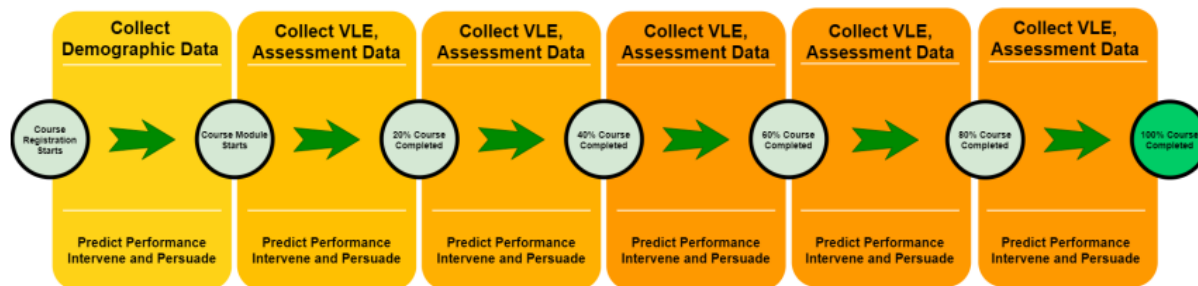 Collect
Demographic Data
Collect VLE,
Assessment Data
Collect VLE,
Assessment Data
Collect VLE,
Assessment Data
Collect VLE,
Assessment Data
Collect VLE,
Assessment Data
Course
Registration
Starts
Course Module
Starts
20% Course
Completed
40% Course
Completed
60% Course
Completed
80% Course
Completed
100% Course
Completed
Predict Performance
Intervene and Persuade
Predict Performance
Intervene and Persuade
Predict Performance
Intervene and Persuade
Predict Performance
Intervene and Persuade
Predict Performance
Intervene and Persuade
Predict Performance
Intervene and Persuade